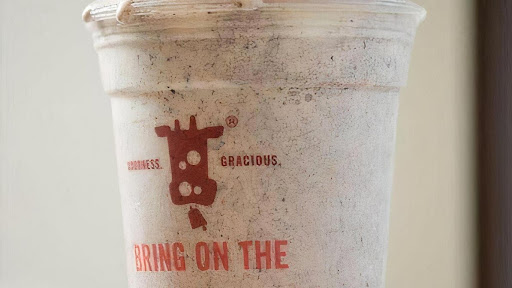 GOODNESS. GRACIOUS.
®
BRING ON THE